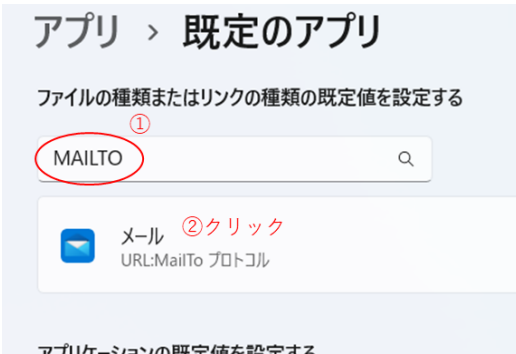 アプリ › 既定のアプリ
ファイルの種類またはリンクの種類の既定値を設定する
①
MAILTO
メール ②クリック
URL:MailTo プロトコル
アプリケーションの既定値を設定する